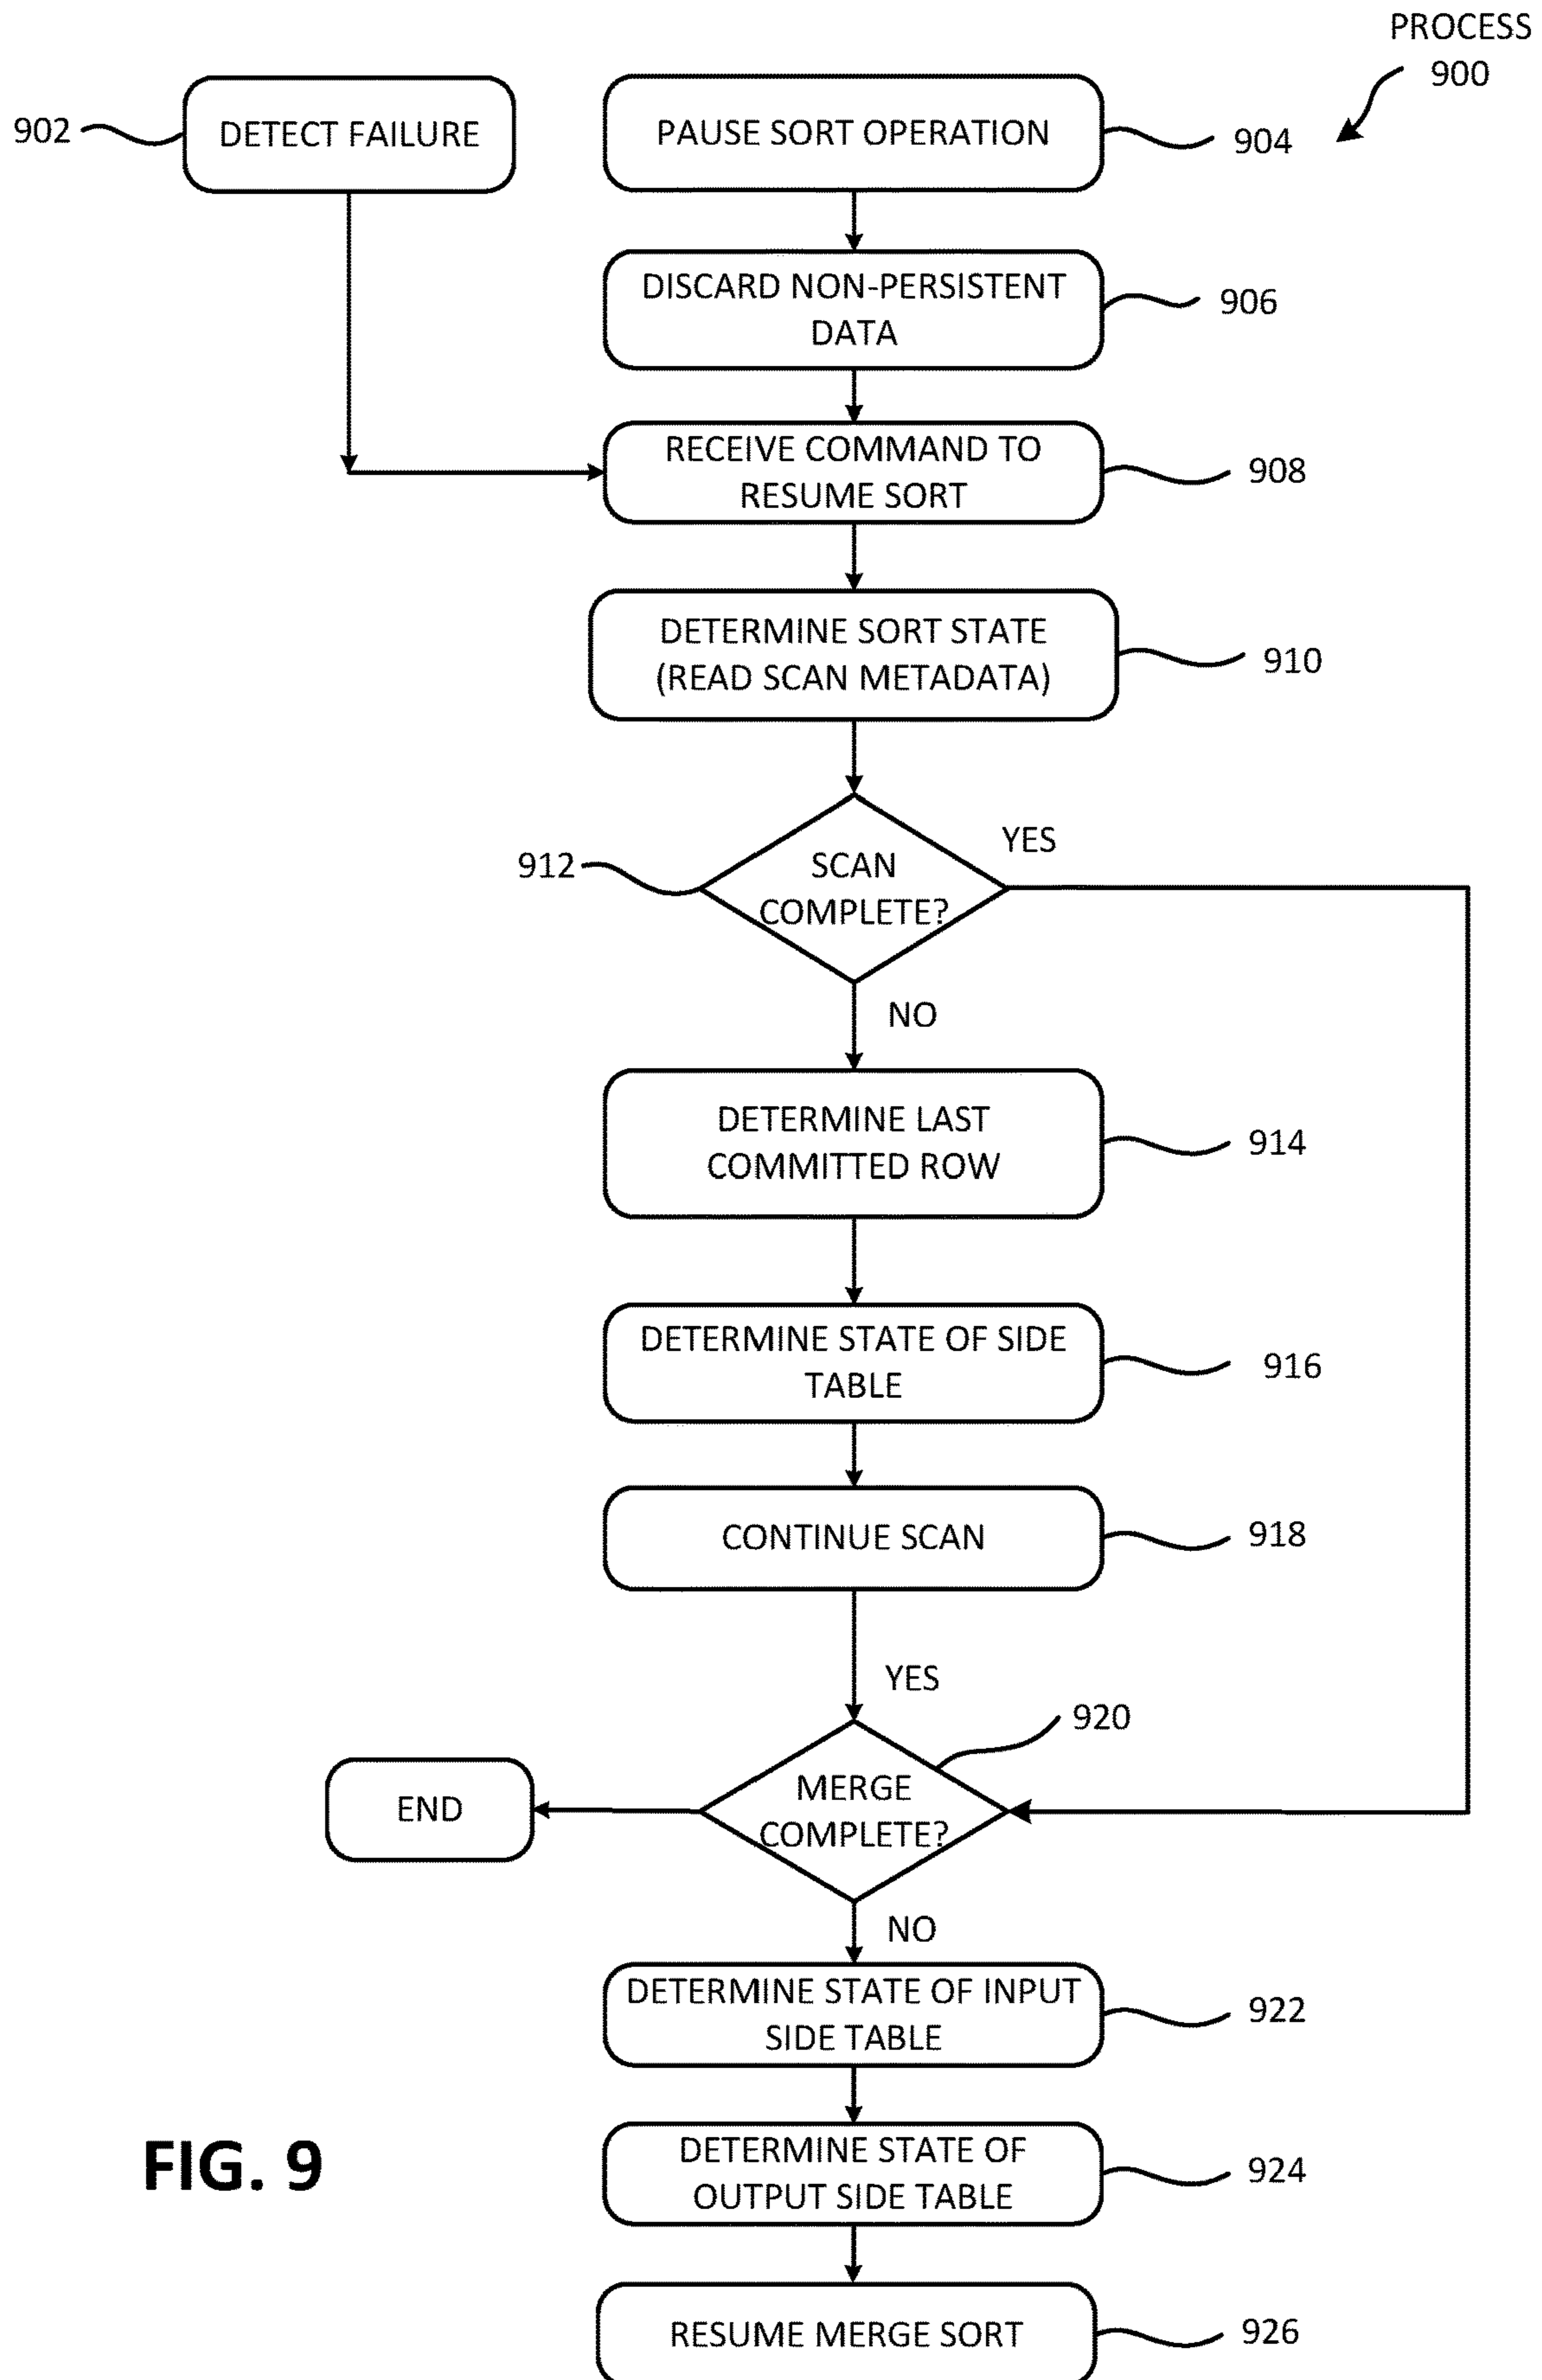 PROCESS
900
902
DETECT FAILURE
PAUSE SORT OPERATION
904
DISCARD NON-PERSISTENT
DATA
906
RECEIVE COMMAND TO
RESUME SORT
908
DETERMINE SORT STATE
(READ SCAN METADATA)
910
912
SCAN
COMPLETE?
YES
NO
DETERMINE LAST
COMMITTED ROW
914
DETERMINE STATE OF SIDE
TABLE
916
CONTINUE SCAN
918
YES
920
END
MERGE
COMPLETE?
NO
DETERMINE STATE OF INPUT
SIDE TABLE
922
DETERMINE STATE OF
OUTPUT SIDE TABLE
924
FIG. 9
RESUME MERGE SORT
926